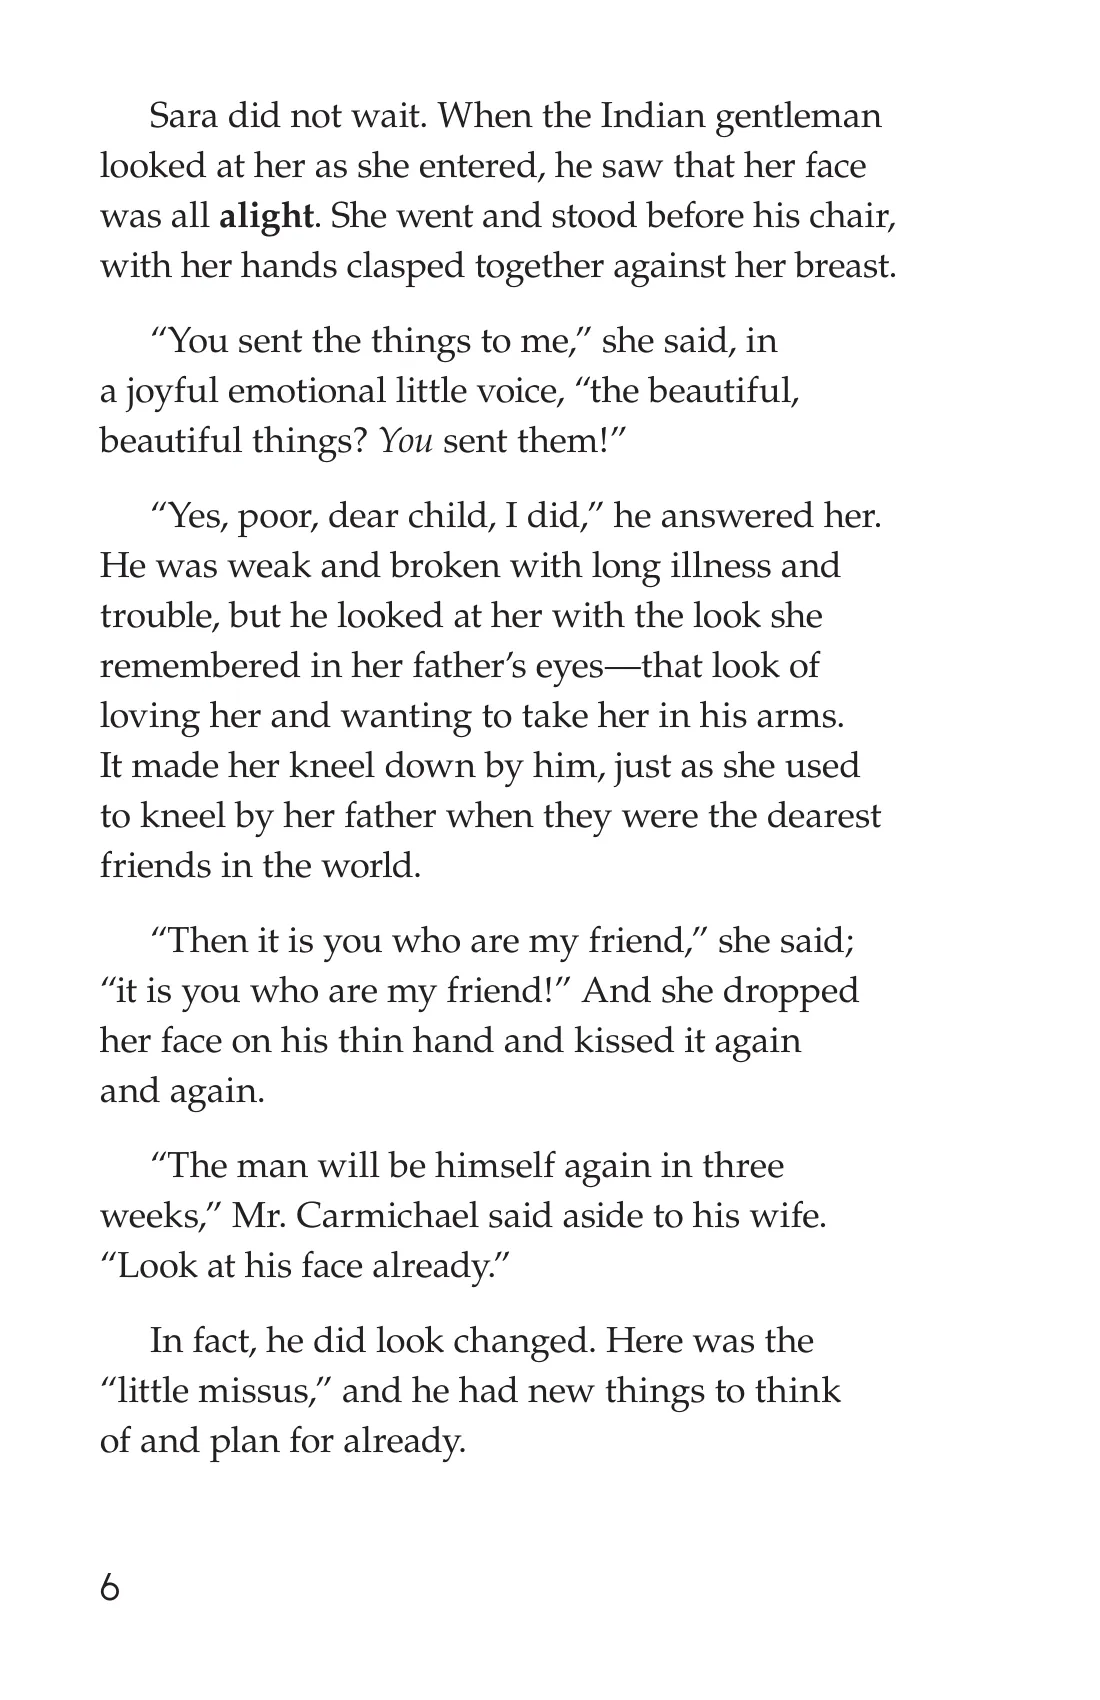 Sara did not wait. When the Indian gentleman
looked at her as she entered, he saw that her face
was all alight. She went and stood before his chair,
with her hands clasped together against her breast.
“You sent the things to me,” she said, in
a joyful emotional little voice, “the beautiful,
beautiful things? You sent them!”
“Yes, poor, dear child, I did,” he answered her.
He was weak and broken with long illness and
trouble, but he looked at her with the look she
remembered in her father’s eyes—that look of
loving her and wanting to take her in his arms.
It made her kneel down by him, just as she used
to kneel by her father when they were the dearest
friends in the world.
“Then it is you who are my friend,” she said;
“it is you who are my friend!” And she dropped
her face on his thin hand and kissed it again
and again.
“The man will be himself again in three
weeks,” Mr. Carmichael said aside to his wife.
“Look at his face already.”
In fact, he did look changed. Here was the
“little missus,” and he had new things to think
of and plan for already.
6